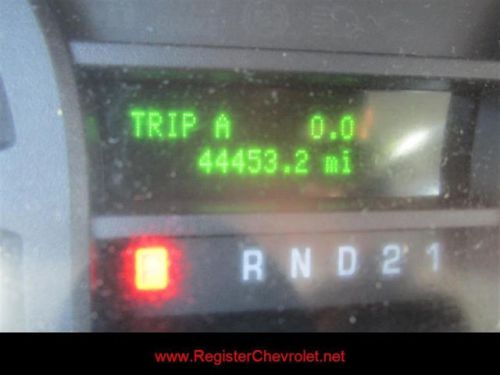 TRIP A 0.0
44453.2 mi
P R N D 2 1
www.RegisterChevrolet.net